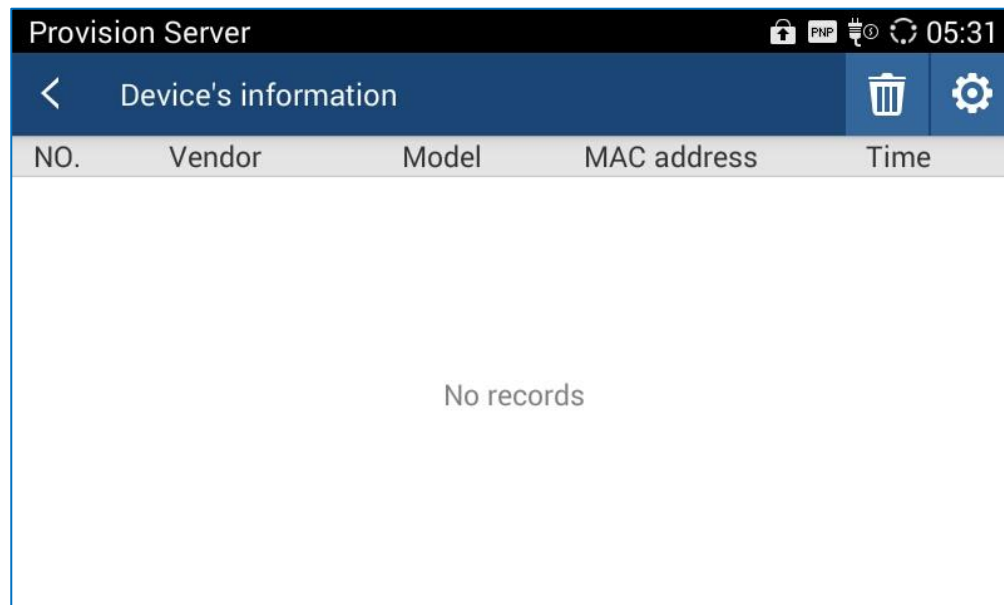 Provision Server PNP 05:31
Device's information
NO. Vendor Model MAC address Time
No records